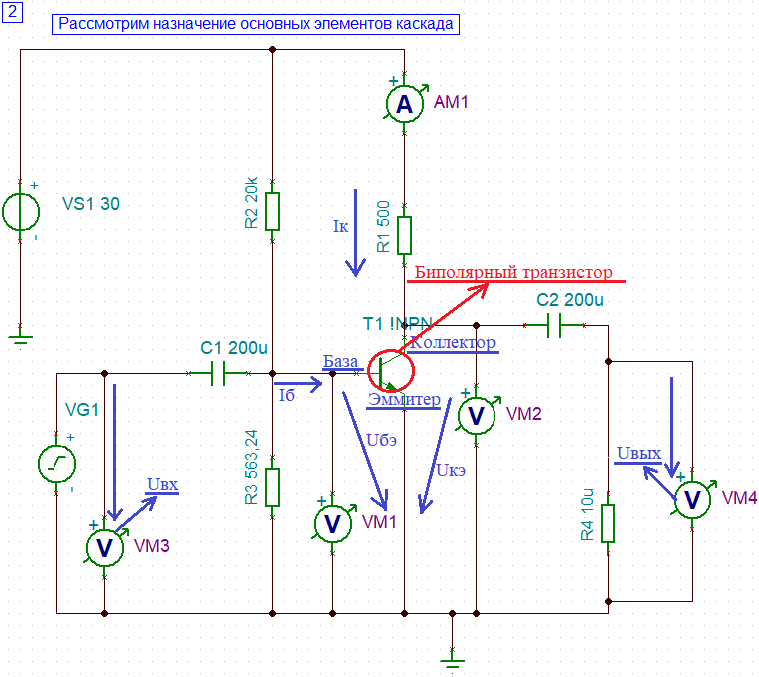 2
Рассмотрим назначение основных элементов каскада
+
A
AM1
+
VS1 30
-
R2 20k
Iк
R1 500
Биполярный транзистор
C2 200u
T1 !NPN
Коллектор
C1 200u
База
Iб
Эммитер
VG1
+
-
Uбэ
Uкэ
+
V
VM2
Uвых
Uвх
R3 563,24
+
V
VM1
+
V
VM3
R4 10u
+
V
VM4